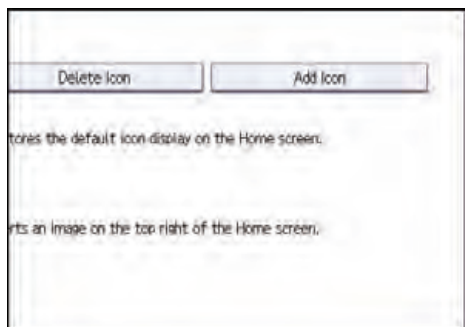 Delete Icon
Add Icon
tores the default icon display on the Home screen.
rts an image on the top right of the Home screen.